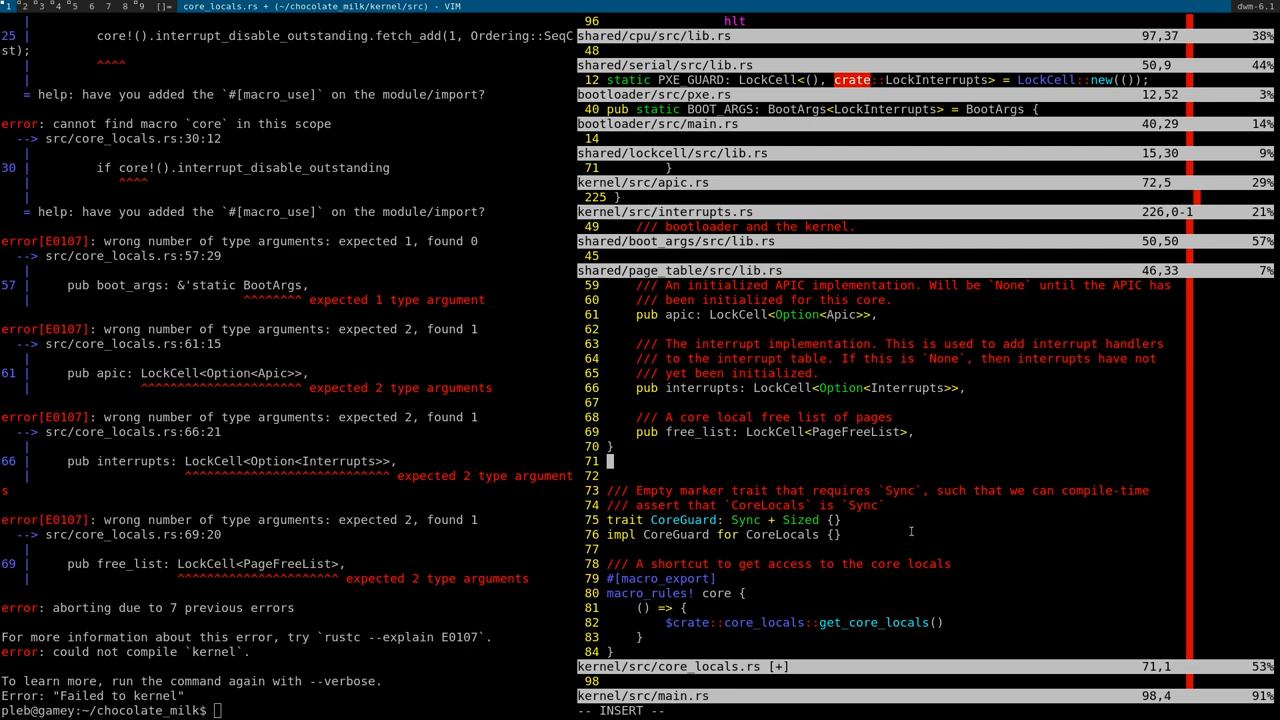 1 2 3 4 5 6 7 8 9 []= core_locals.rs + (~/chocolate_milk/kernel/src) - VIM dwm-6.1
25 | core!().interrupt_disable_outstanding.fetch_add(1, Ordering::SeqC
st);
| ^^^^
= help: have you added the `#[macro_use]` on the module/import?
error: cannot find macro `core` in this scope
--> src/core_locals.rs:30:12
|
30 | if core!().interrupt_disable_outstanding
| ^^^^
= help: have you added the `#[macro_use]` on the module/import?
error[E0107]: wrong number of type arguments: expected 1, found 0
--> src/core_locals.rs:57:29
|
57 | pub boot_args: &'static BootArgs,
| ^^^^^^^^ expected 1 type argument
error[E0107]: wrong number of type arguments: expected 2, found 1
--> src/core_locals.rs:61:15
|
61 | pub apic: LockCell<Option<Apic>>,
| ^^^^^^^^^^^^^^^^^^^^^^ expected 2 type arguments
error[E0107]: wrong number of type arguments: expected 2, found 1
--> src/core_locals.rs:66:21
|
66 | pub interrupts: LockCell<Option<Interrupts>>,
| ^^^^^^^^^^^^^^^^^^^^^^^^^^^^ expected 2 type argument
s
error[E0107]: wrong number of type arguments: expected 2, found 1
--> src/core_locals.rs:69:20
|
69 | pub free_list: LockCell<PageFreeList>,
| ^^^^^^^^^^^^^^^^^^^^^^ expected 2 type arguments
error: aborting due to 7 previous errors
For more information about this error, try `rustc --explain E0107`.
error: could not compile `kernel`.
To learn more, run the command again with --verbose.
Error: "Failed to kernel"
pleb@gamey:~/chocolate_milk$
96 hlt
shared/cpu/src/lib.rs 97,37 38%
48
shared/serial/src/lib.rs 50,9 44%
12 static PXE_GUARD: LockCell<(), crate::LockInterrupts> = LockCell::new(());
bootloader/src/pxe.rs 12,52 3%
40 pub static BOOT_ARGS: BootArgs<LockInterrupts> = BootArgs {
bootloader/src/main.rs 40,29 14%
14
shared/lockcell/src/lib.rs 15,30 9%
71 }
kernel/src/apic.rs 72,5 29%
225 }
kernel/src/interrupts.rs 226,0-1 21%
49 /// bootloader and the kernel.
shared/boot_args/src/lib.rs 50,50 57%
45
shared/page_table/src/lib.rs 46,33 7%
59 /// An initialized APIC implementation. Will be `None` until the APIC has
60 /// been initialized for this core.
61 pub apic: LockCell<Option<Apic>>,
62
63 /// The interrupt implementation. This is used to add interrupt handlers
64 /// to the interrupt table. If this is `None`, then interrupts have not
65 /// yet been initialized.
66 pub interrupts: LockCell<Option<Interrupts>>,
67
68 /// A core local free list of pages
69 pub free_list: LockCell<PageFreeList>,
70 }
71
72
73 /// Empty marker trait that requires `Sync`, such that we can compile-time
74 /// assert that `CoreLocals` is `Sync`
75 trait CoreGuard: Sync + Sized {}
76 impl CoreGuard for CoreLocals {}
77
78 /// A shortcut to get access to the core locals
79 #[macro_export]
80 macro_rules! core {
81 () => {
82 $crate::core_locals::get_core_locals()
83 }
84 }
kernel/src/core_locals.rs [+] 71,1 53%
98
kernel/src/main.rs 98,4 91%
-- INSERT --